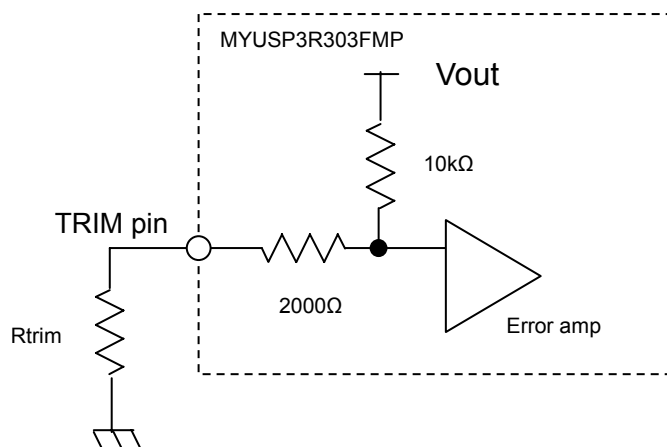 MYUSP3R303FMP
Vout
10kΩ
TRIM pin
2000Ω
Rtrim
Error amp